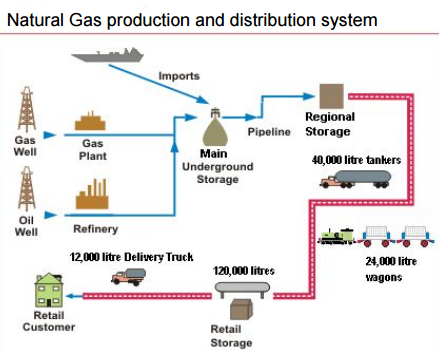 Natural Gas production and distribution system
Imports
Gas
Well
Gas
Plant
Main
Underground
Storage
Pipeline
Regional
Storage
40,000 litre tankers
Oil
Well
Refinery
12,000 litre Delivery Truck
120,000 litres
24,000 litre
wagons
Retail
Customer
Retail
Storage